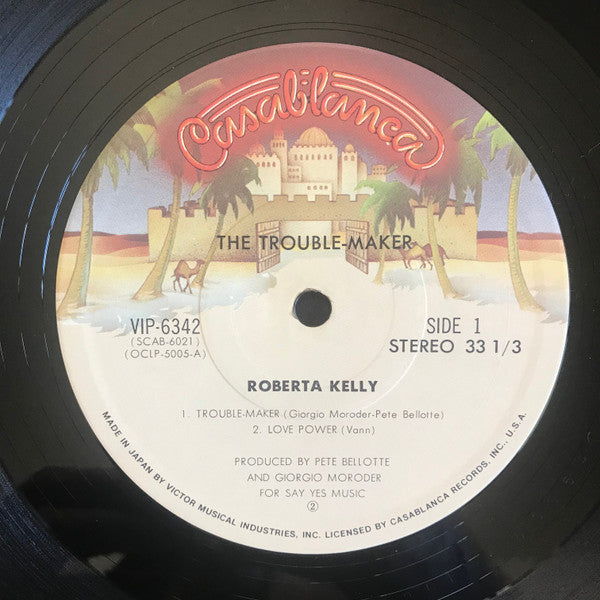 Casablanca
THE TROUBLE-MAKER
VIP-6342
(SCAB-6021)
(OCLP-5005-A)
SIDE 1
STEREO 33 1/3
ROBERTA KELLY
1. TROUBLE-MAKER (Giorgio Moroder-Pete Bellotte)
2. LOVE POWER (Vann)
PRODUCED BY PETE BELLOTTE
AND GIORGIO MORODER
FOR SAY YES MUSIC
②
MADE IN JAPAN BY VICTOR MUSICAL INDUSTRIES, INC. LICENSED BY CASABLANCA RECORDS, INC., U.S.A.